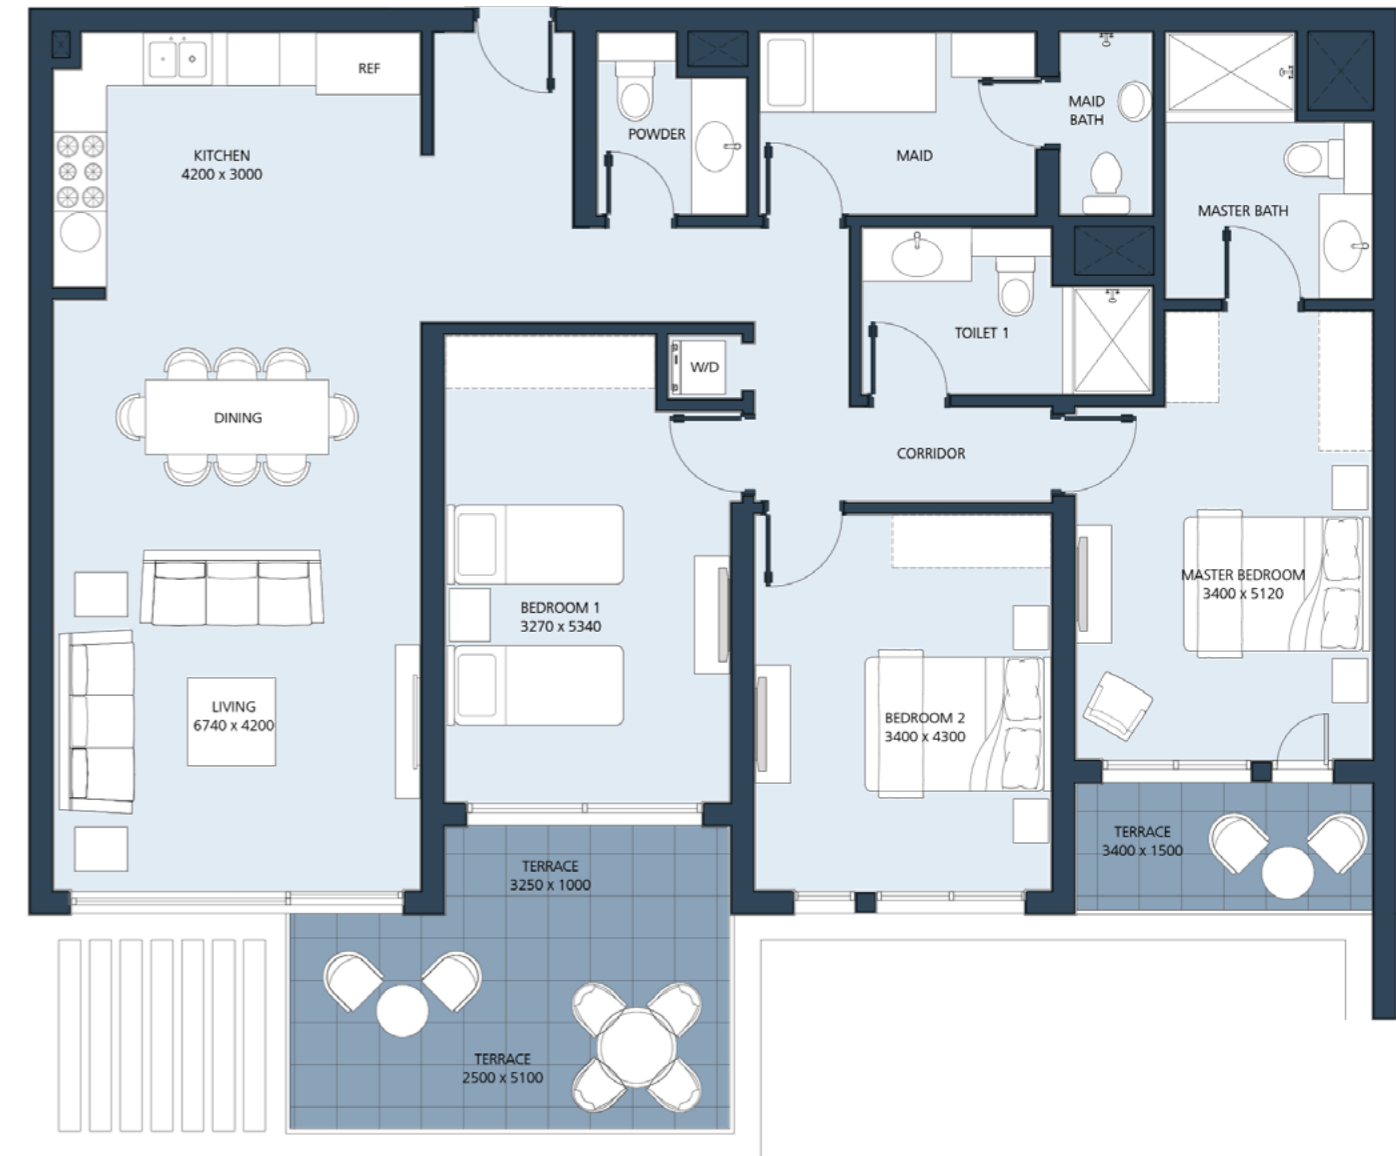 REF
KITCHEN
4200 x 3000
POWDER
MAID
MAID
BATH
MASTER BATH
TOILET 1
W/D
DINING
CORRIDOR
BEDROOM 1
3270 x 5340
MASTER BEDROOM
3400 x 5120
LIVING
6740 x 4200
BEDROOM 2
3400 x 4300
TERRACE
3400 x 1500
TERRACE
3250 x 1000
TERRACE
2500 x 5100